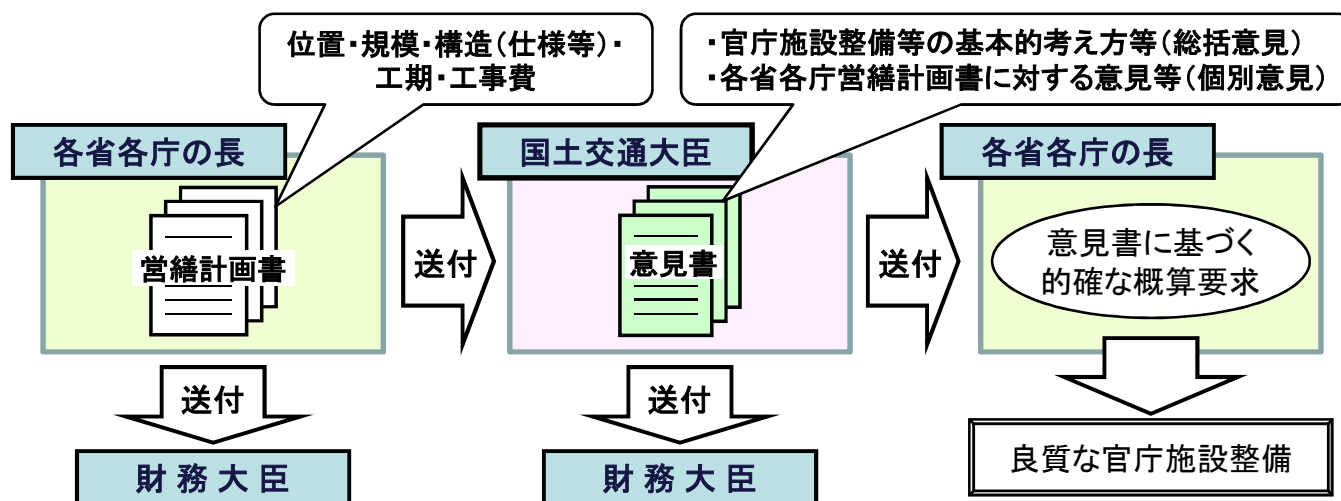 位置・規模・構造（仕様等）・
工期・工事費
・官庁施設整備等の基本的考え方等（総括意見）
・各省各庁営繕計画書に対する意見等（個別意見）
各省各庁の長
国土交通大臣
各省各庁の長
営繕計画書
送付
意見書
送付
意見書に基づく
的確な概算要求
送付
送付
財務大臣
財務大臣
良質な官庁施設整備